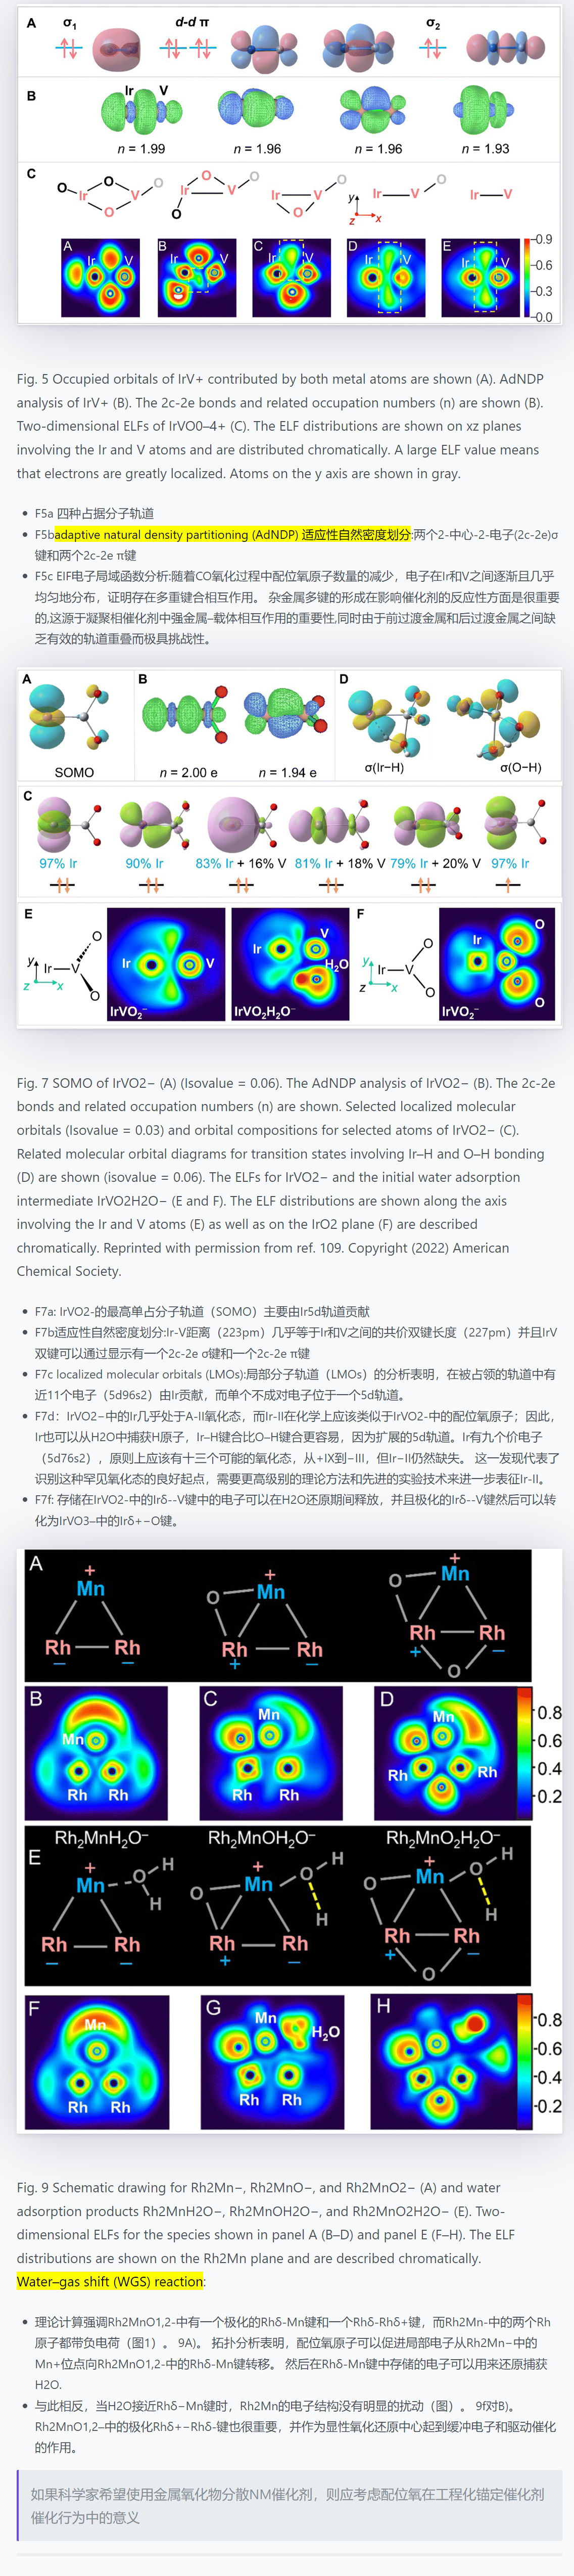 A
σ1
d-d π
σ2
B
Ir
V
n = 1.99
n = 1.96
n = 1.96
n = 1.93
C
O
O
O
Ir
V
O
O
O
Ir
V
O
O
Ir
V
O
y
z
x
Ir
V
O
Ir
V
A
Ir
V
B
Ir
V
C
Ir
V
D
Ir
V
E
Ir
V
0.9
0.6
0.3
0.0
Fig. 5 Occupied orbitals of IrV+ contributed by both metal atoms are shown (A). AdNDP
analysis of IrV+ (B). The 2c-2e bonds and related occupation numbers (n) are shown (B).
Two-dimensional ELFs of IrVO0–4+ (C). The ELF distributions are shown on xz planes
involving the Ir and V atoms and are distributed chromatically. A large ELF value means
that electrons are greatly localized. Atoms on the y axis are shown in gray.
F5a 四种占据分子轨道
F5badaptive natural density partitioning (AdNDP) 适应性自然密度划分:两个2-中心-2-电子(2c-2e)σ
键和两个2c-2e π键
F5c EIF电子局域函数分析:随着CO氧化过程中配位氧原子数量的减少，电子在Ir和V之间逐渐且几乎
均匀地分布，证明存在多重键合相互作用。 杂金属多键的形成在影响催化剂的反应性方面是很重要
的,这源于凝聚相催化剂中强金属–载体相互作用的重要性,同时由于前过渡金属和后过渡金属之间缺
乏有效的轨道重叠而极具挑战性。
A
SOMO
B
n = 2.00 e
n = 1.94 e
D
σ(Ir−H)
σ(O−H)
C
97% Ir
90% Ir
83% Ir + 16% V
81% Ir + 18% V
79% Ir + 20% V
97% Ir
E
y
z
x
Ir
V
O
O
Ir
V
IrVO2−
Ir
V
H2O
IrVO2H2O−
F
y
z
x
Ir
V
O
O
Ir
O
O
IrVO2−
Fig. 7 SOMO of IrVO2− (A) (Isovalue = 0.06). The AdNDP analysis of IrVO2− (B). The 2c-2e
bonds and related occupation numbers (n) are shown. Selected localized molecular
orbitals (Isovalue = 0.03) and orbital compositions for selected atoms of IrVO2− (C).
Related molecular orbital diagrams for transition states involving Ir–H and O–H bonding
(D) are shown (isovalue = 0.06). The ELFs for IrVO2− and the initial water adsorption
intermediate IrVO2H2O− (E and F). The ELF distributions are shown along the axis
involving the Ir and V atoms (E) as well as on the IrO2 plane (F) are described
chromatically. Reprinted with permission from ref. 109. Copyright (2022) American
Chemical Society.
F7a: IrVO2-的最高单占分子轨道（SOMO）主要由Ir5d轨道贡献
F7b适应性自然密度划分:Ir-V距离（223pm）几乎等于Ir和V之间的共价双键长度（227pm）并且IrV
双键可以通过显示有一个2c-2e σ键和一个2c-2e π键
F7c localized molecular orbitals (LMOs):局部分子轨道（LMOs）的分析表明，在被占领的轨道中有
近11个电子（5d96s2）由Ir贡献，而单个不成对电子位于一个5d轨道。
F7d：IrVO2−中的Ir几乎处于A-II氧化态，而Ir-II在化学上应该类似于IrVO2-中的配位氧原子；因此，
Ir也可以从H2O中捕获H原子，Ir–H键合比O–H键合更容易，因为扩展的5d轨道。Ir有九个价电子
（5d76s2），原则上应该有十三个可能的氧化态，从+IX到−III，但Ir−II仍然缺失。 这一发现代表了
识别这种罕见氧化态的良好起点，需要更高级别的理论方法和先进的实验技术来进一步表征Ir-II。
F7f: 存储在IrVO2-中的Irδ--V键中的电子可以在H2O还原期间释放，并且极化的Irδ--V键然后可以转
化为IrVO3–中的Irδ+−O键。
A
+
Mn
Rh
Rh
−
−
+
O
Mn
Rh
Rh
+
−
+
O
Mn
Rh
Rh
+
−
O
B
Mn
Rh
Rh
C
Mn
Rh
Rh
D
Mn
Rh
Rh
0.8
0.6
0.4
0.2
Rh2MnH2O−
Rh2MnOH2O−
Rh2MnO2H2O−
E
+
Mn
O
H
H
Rh
Rh
−
−
+
O
Mn
O
H
H
Rh
Rh
+
−
+
O
Mn
O
H
H
Rh
Rh
+
−
O
F
Mn
Rh
Rh
G
Mn
H2O
Rh
Rh
H
0.8
0.6
0.4
0.2
Fig. 9 Schematic drawing for Rh2Mn−, Rh2MnO−, and Rh2MnO2− (A) and water
adsorption products Rh2MnH2O−, Rh2MnOH2O−, and Rh2MnO2H2O− (E). Two-
dimensional ELFs for the species shown in panel A (B–D) and panel E (F–H). The ELF
distributions are shown on the Rh2Mn plane and are described chromatically.
Water–gas shift (WGS) reaction:
理论计算强调Rh2MnO1,2-中有一个极化的Rhδ-Mn键和一个Rhδ-Rhδ+键，而Rh2Mn-中的两个Rh
原子都带负电荷（图1）。 9A)。 拓扑分析表明，配位氧原子可以促进局部电子从Rh2Mn−中的
Mn+位点向Rh2MnO1,2-中的Rhδ-Mn键转移。 然后在Rhδ-Mn键中存储的电子可以用来还原捕获
H2O.
与此相反，当H2O接近Rhδ−Mn键时，Rh2Mn的电子结构没有明显的扰动（图）。 9f对B)。
Rh2MnO1,2–中的极化Rhδ+−Rhδ-键也很重要，并作为显性氧化还原中心起到缓冲电子和驱动催化
的作用。
如果科学家希望使用金属氧化物分散NM催化剂，则应考虑配位氧在工程化锚定催化剂
催化行为中的意义